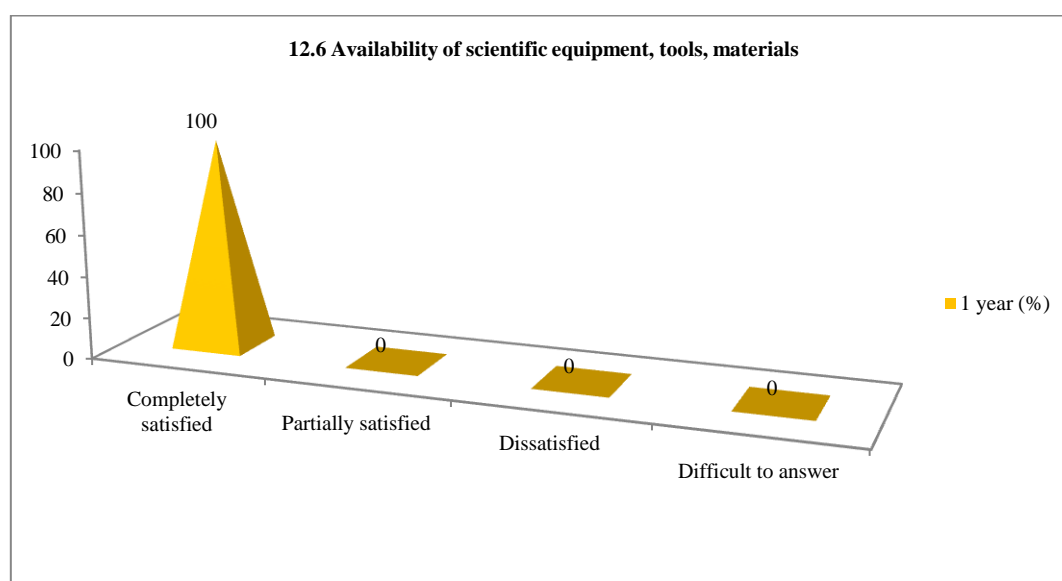 12.6 Availability of scientific equipment, tools, materials
100
100
80
60
40
20
0
0
0
0
Completely
satisfied
Partially satisfied
Dissatisfied
Difficult to answer
1 year (%)